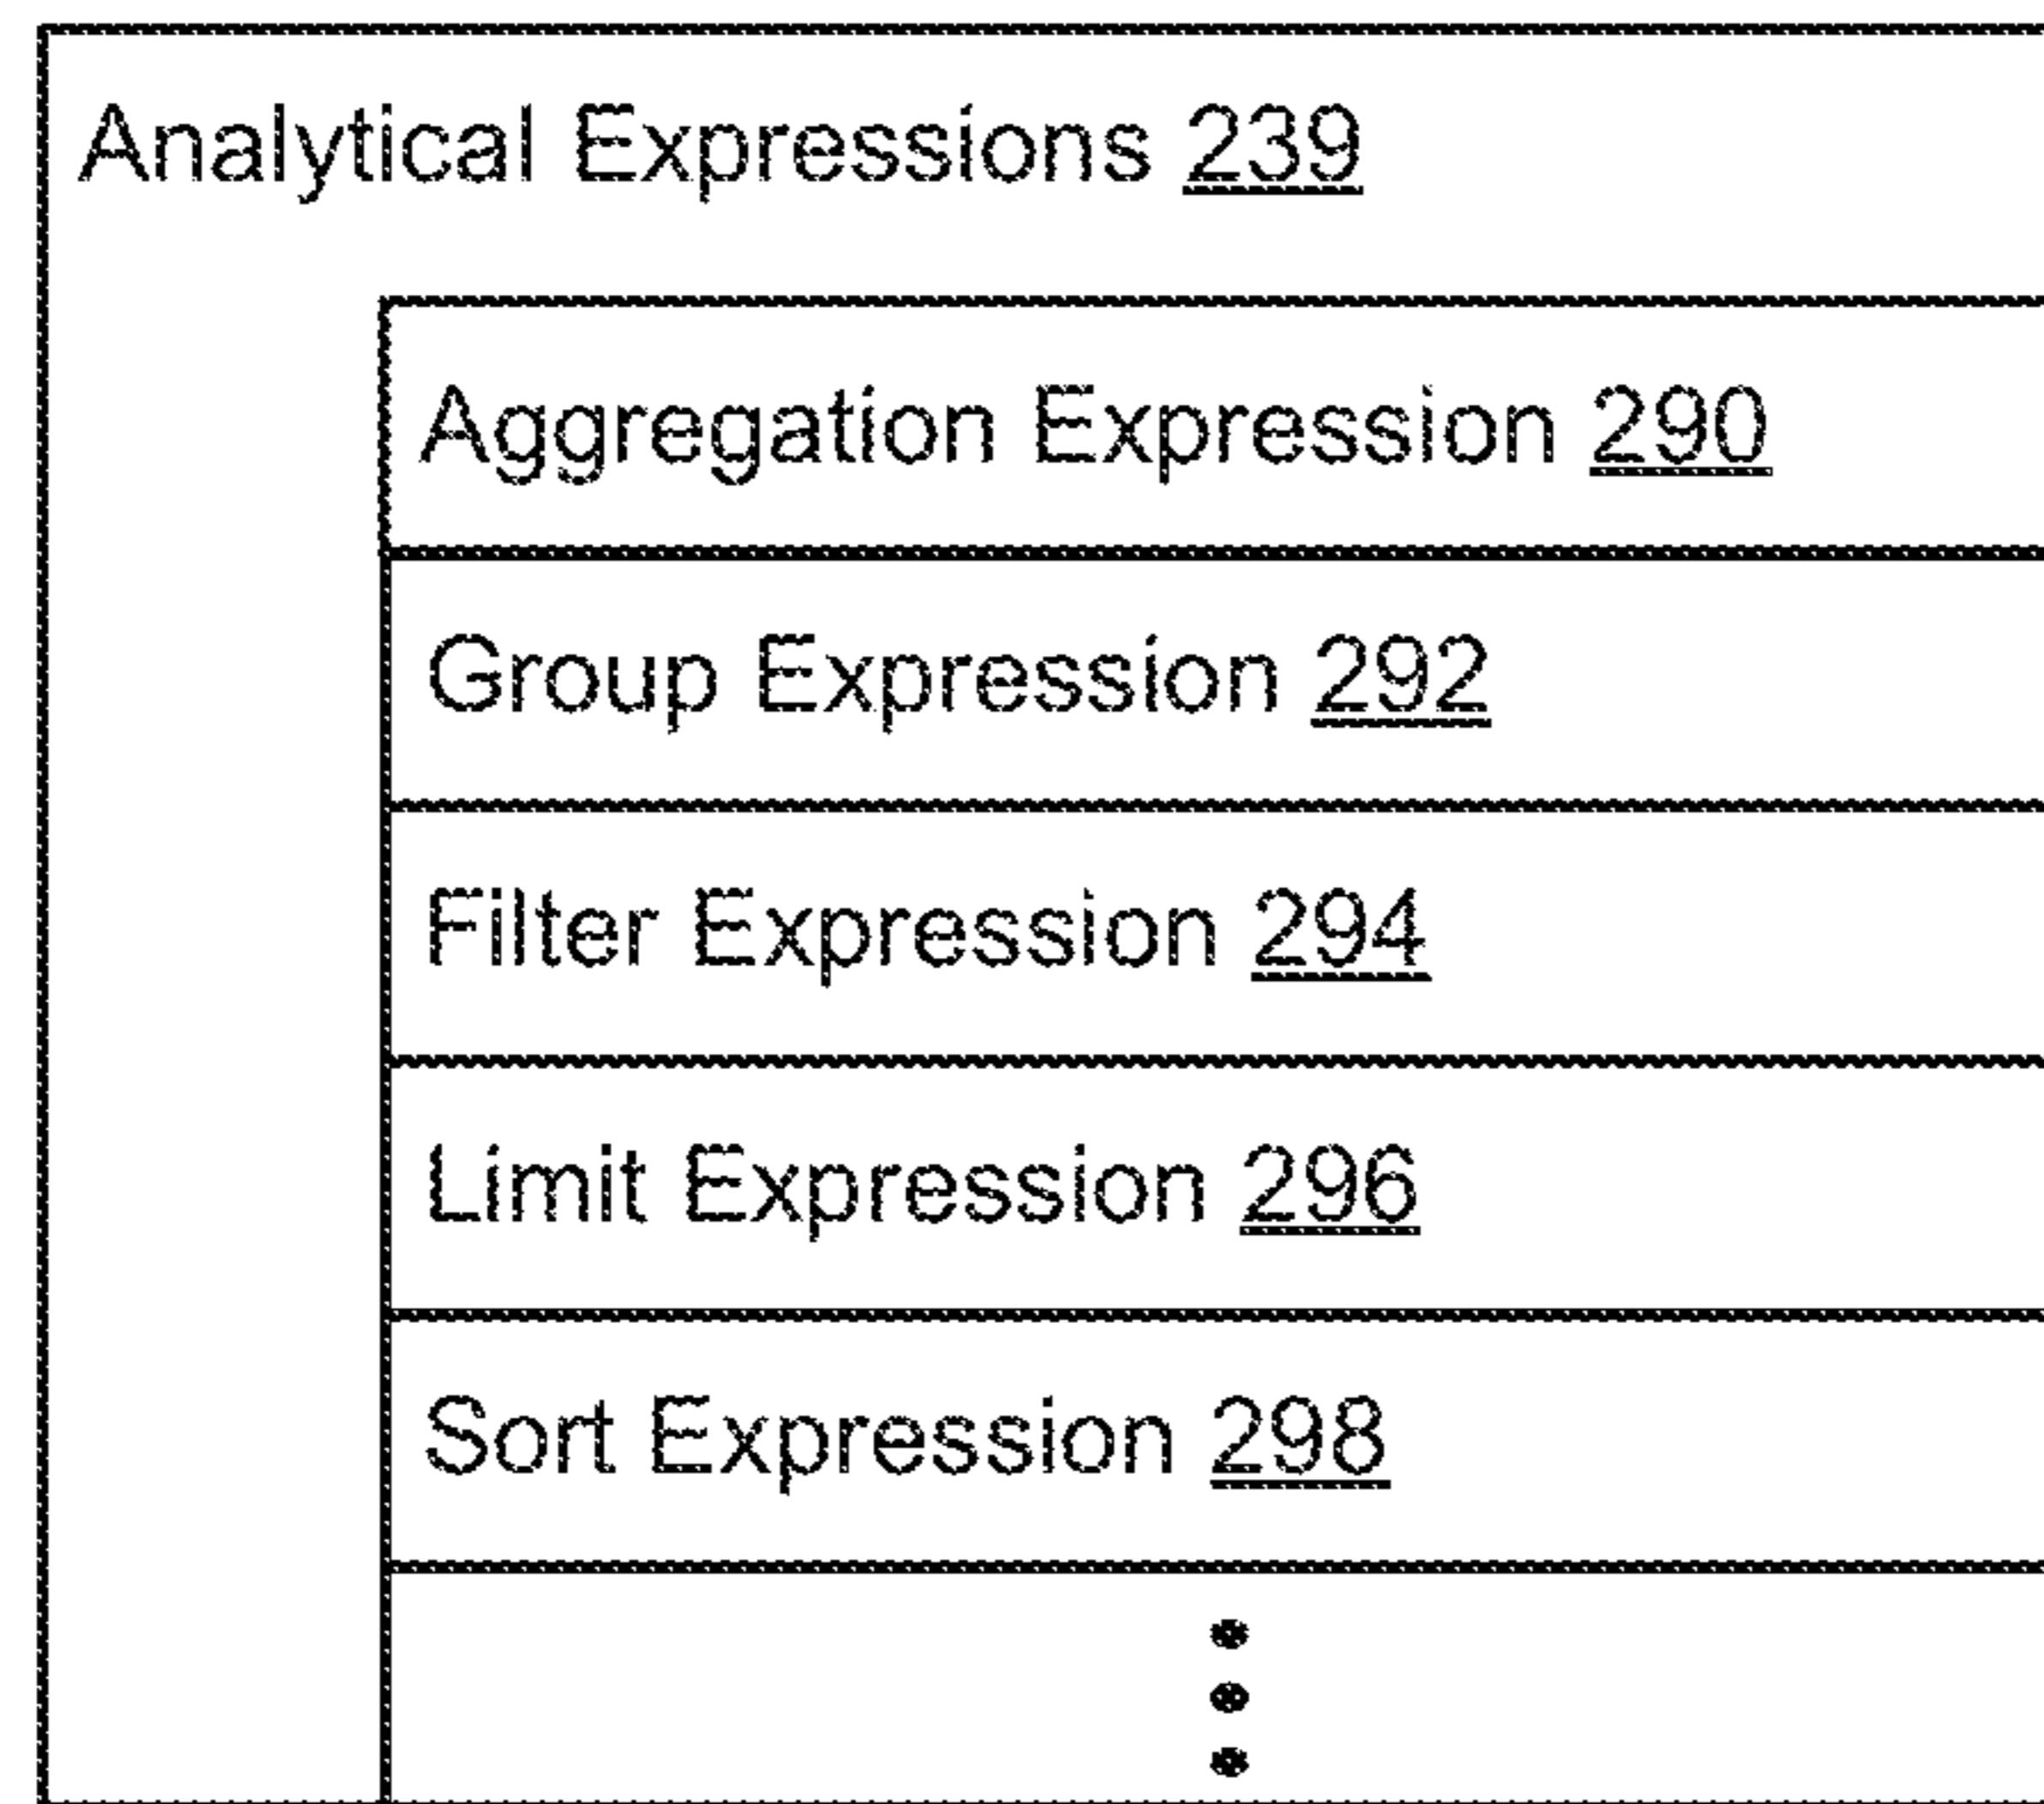 Analytical Expressions 239
Aggregation Expression 290
Group Expression 292
Filter Expression 294
Limit Expression 296
Sort Expression 298